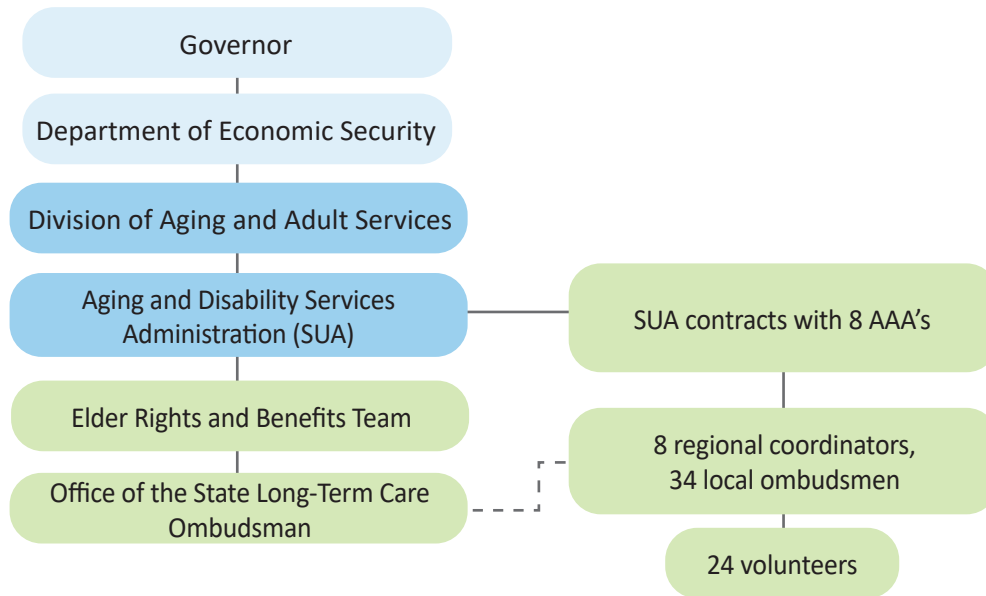 Governor
Department of Economic Security
Division of Aging and Adult Services
Aging and Disability Services
Administration (SUA)
Elder Rights and Benefits Team
Office of the State Long-Term Care
Ombudsman
SUA contracts with 8 AAA's
8 regional coordinators,
34 local ombudsmen
24 volunteers